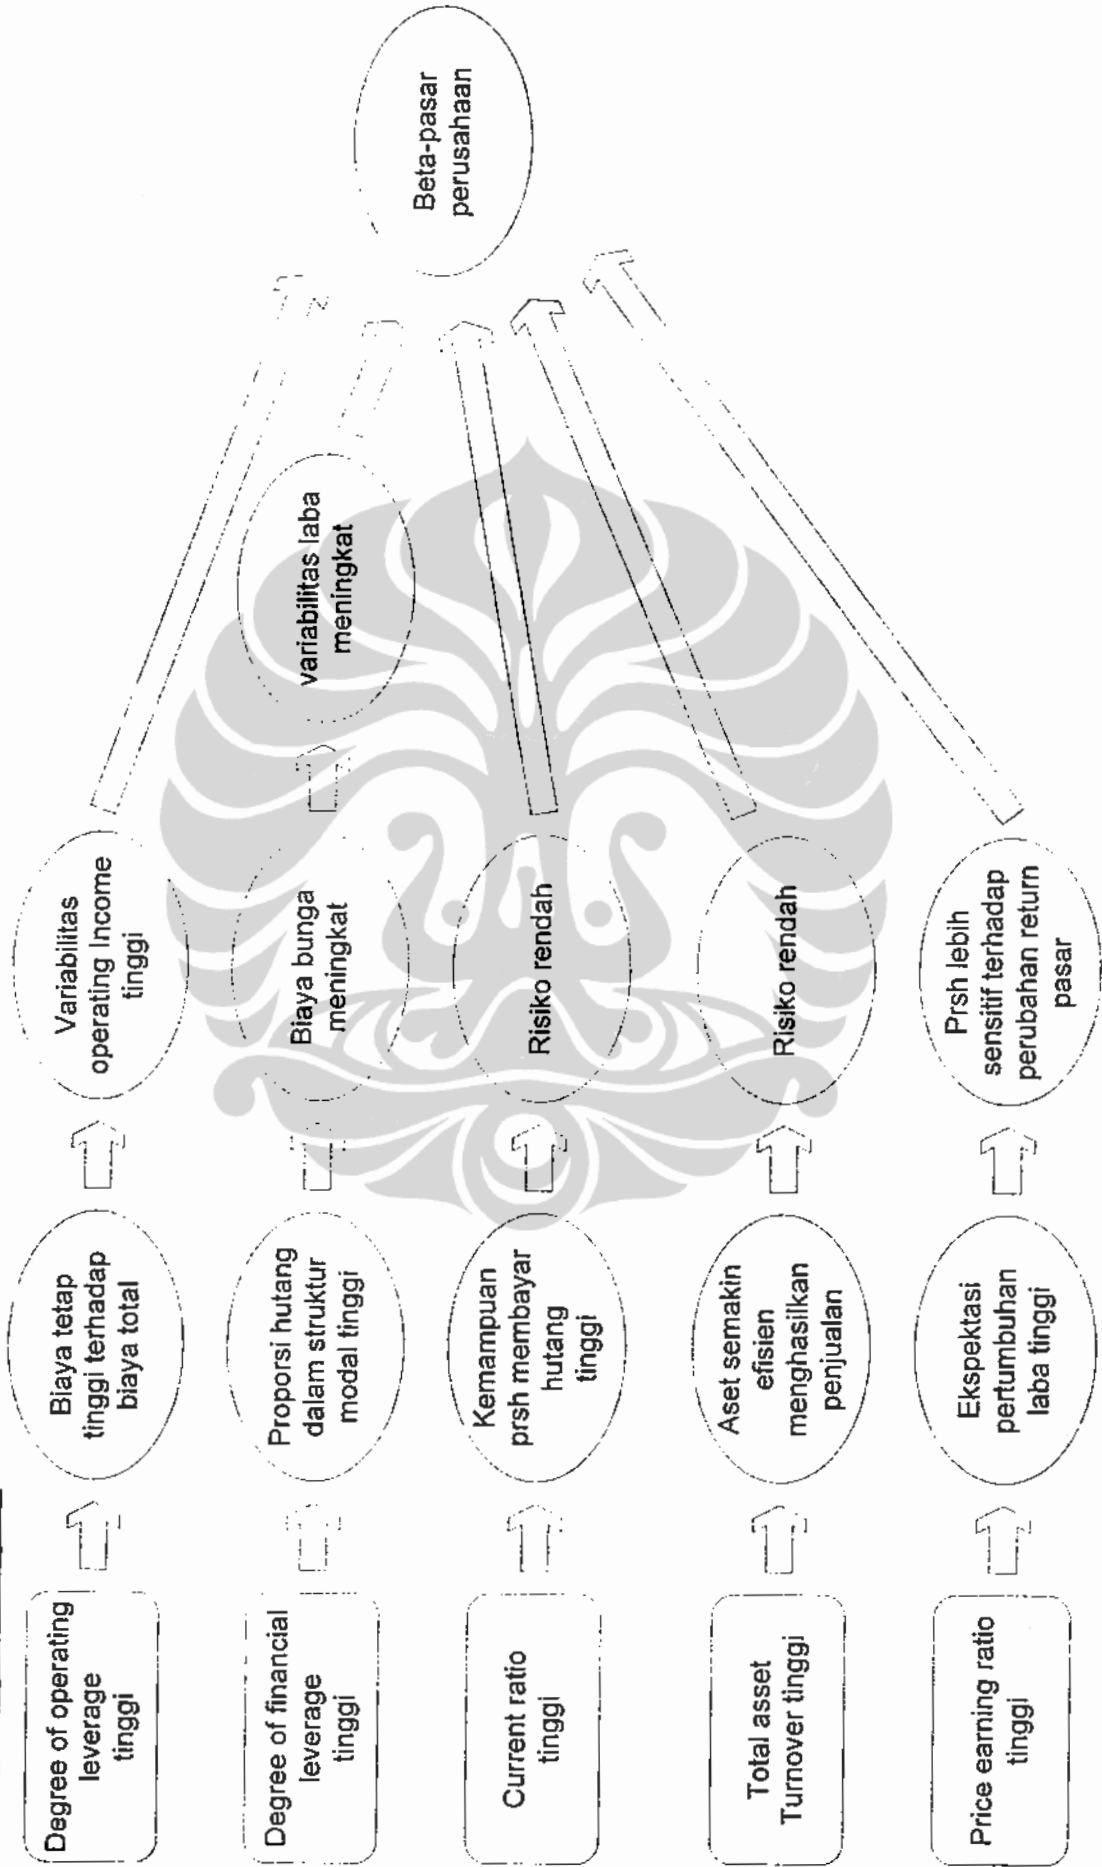 Degree of operating
leverage
tinggi
Biaya tetap
tinggi terhadap
biaya total
Variabilitas
operating Income
tinggi
Degree of financial
leverage
tinggi
Proporsi hutang
dalam struktur
modal tinggi
Biaya bunga
meningkat
variabilitas laba
meningkat
Beta-pasar
perusahaan
Current ratio
tinggi
Kemampuan
prsh membayar
hutang
tinggi
Risiko rendah
Total asset
Turnover tinggi
Aset semakin
efisien
menghasilkan
penjualan
Risiko rendah
Price earning ratio
tinggi
Ekspektasi
pertumbuhan
laba tinggi
Prsh lebih
sensitif terhadap
perubahan return
pasar